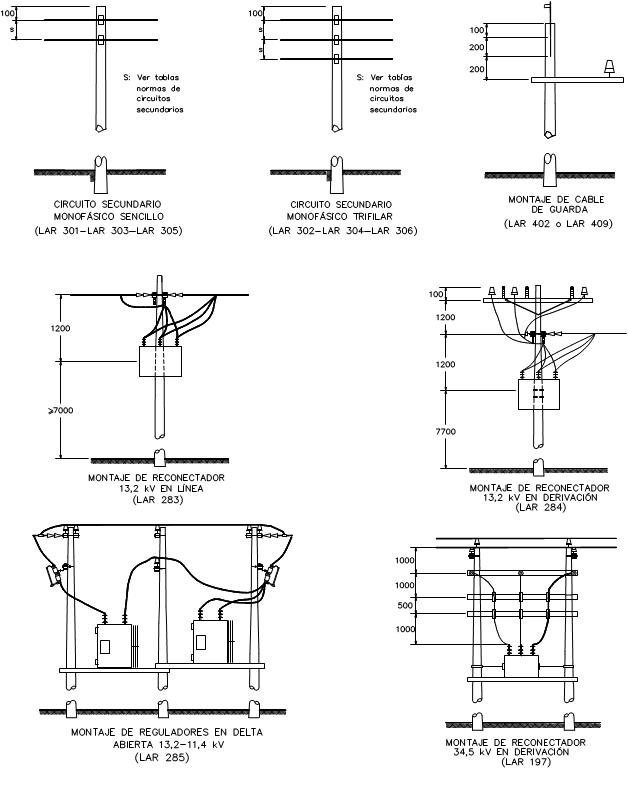 100
S
S: Ver tablas
normas de
circuitos
secundarios
CIRCUITO SECUNDARIO
MONOFÁSICO SENCILLO
(LAR 301-LAR 303-LAR 305)
100
S
S
S: Ver tablas
normas de
circuitos
secundarios
CIRCUITO SECUNDARIO
MONOFÁSICO TRIFILAR
(LAR 302-LAR 304-LAR 306)
100
200
200
MONTAJE DE CABLE
DE GUARDA
(LAR 402 o LAR 409)
1200
⩾7000
MONTAJE DE RECONECTADOR
13,2 kV EN LÍNEA
(LAR 283)
100
1200
1200
7700
MONTAJE DE RECONECTADOR
13,2 kV EN DERIVACIÓN
(LAR 284)
MONTAJE DE REGULADORES EN DELTA
ABIERTA 13,2-11,4 kV
(LAR 285)
1000
1000
500
1000
MONTAJE DE RECONECTADOR
34,5 kV EN DERIVACIÓN
(LAR 197)